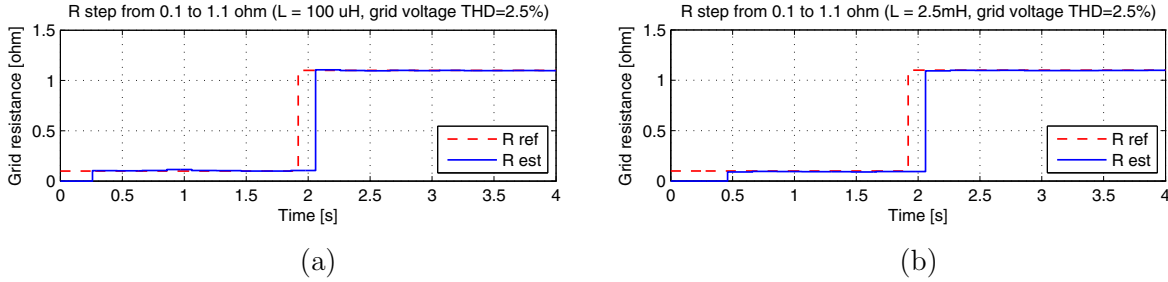 R step from 0.1 to 1.1 ohm (L = 100 uH, grid voltage THD=2.5%)
Grid resistance [ohm]
1.5
1
0.5
0
R ref
R est
0 0.5 1 1.5 2 2.5 3 3.5 4
Time [s]
(a)
R step from 0.1 to 1.1 ohm (L = 2.5mH, grid voltage THD=2.5%)
Grid resistance [ohm]
1.5
1
0.5
0
R ref
R est
0 0.5 1 1.5 2 2.5 3 3.5 4
Time [s]
(b)